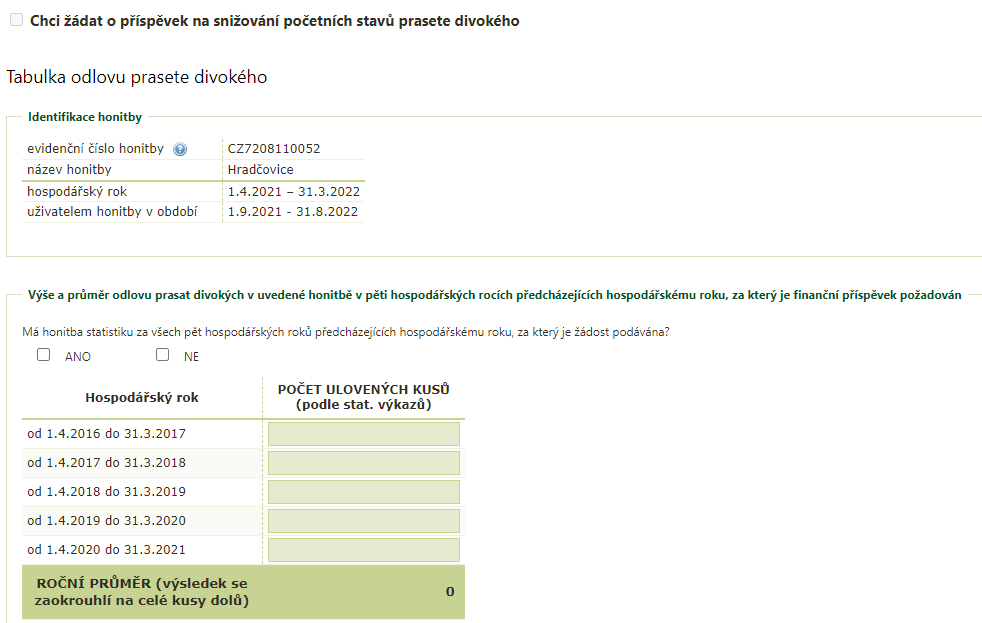 Chci žádat o příspěvek na snižování početních stavů prasete divokého
Tabulka odlovu prasete divokého
Identifikace honitby
evidenční číslo honitby ? CZ7208110052
název honitby Hradčovice
hospodářský rok 1.4.2021 – 31.3.2022
uživatelem honitby v období 1.9.2021 - 31.8.2022
Výše a průměr odlovu prasat divokých v uvedené honitbě v pěti hospodářských rocích předcházejících hospodářskému roku, za který je finanční příspěvek požadován
Má honitba statistiku za všech pět hospodářských roků předcházejících hospodářskému roku, za který je žádost podávána?
ANO NE
Hospodářský rok POČET ULOVENÝCH KUSŮ
(podle stat. výkazů)
od 1.4.2016 do 31.3.2017
od 1.4.2017 do 31.3.2018
od 1.4.2018 do 31.3.2019
od 1.4.2019 do 31.3.2020
od 1.4.2020 do 31.3.2021
ROČNÍ PRŮMĚR (výsledek se
zaokrouhlí na celé kusy dolů) 0